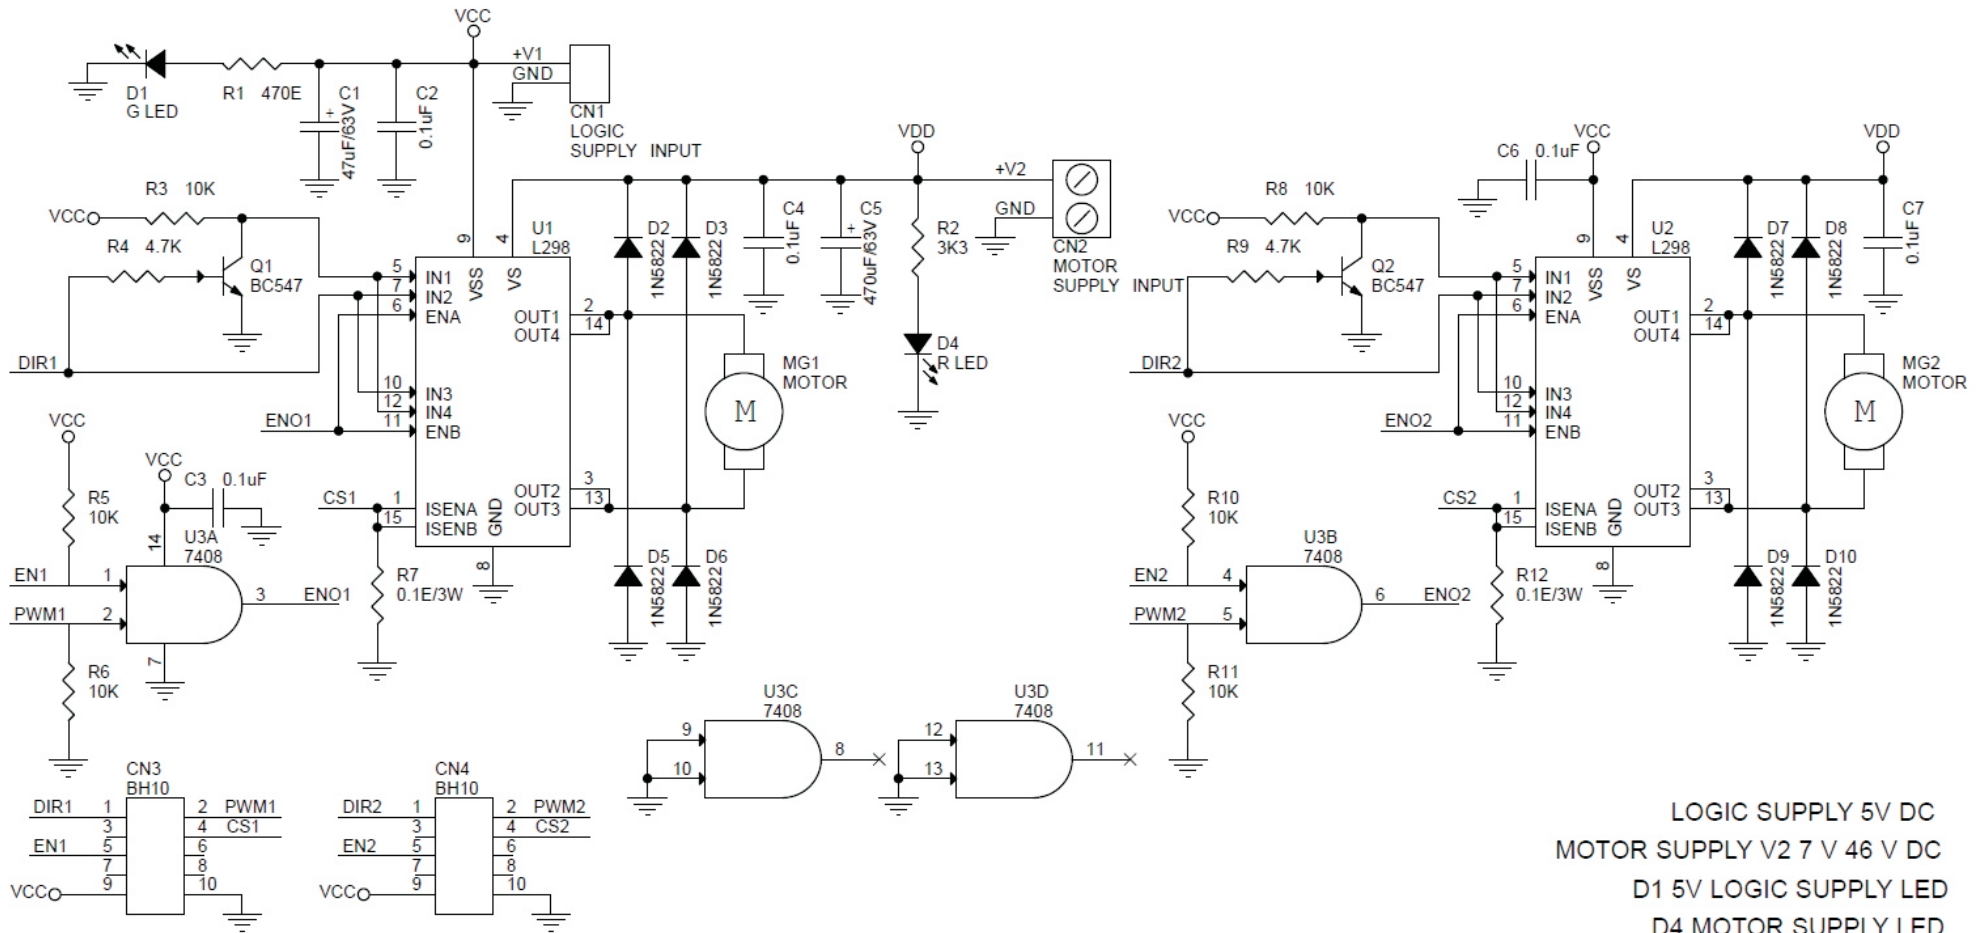 VCC
+V1
GND
D1
G LED
R1 470E
C1
+
47uF/63V
C2
0.1uF
CN1
LOGIC
SUPPLY INPUT
VDD
+V2
GND
CN2
MOTOR
SUPPLY INPUT
R3 10K
VCC
R4 4.7K
Q1
BC547
DIR1
9
4
U1
L298
5 IN1
7 IN2
6 ENA
VSS
VS
OUT1 2
OUT4 14
10 IN3
12 IN4
11 ENB
ENO1
CS1
1 ISENA
15 ISENB
GND
8
OUT2 3
OUT3 13
D2
1N5822
D3
1N5822
C4
0.1uF
C5
+
470uF/63V
R2
3K3
D4
R LED
MG1
MOTOR
M
D5
1N5822
D6
1N5822
R7
0.1E/3W
VCC
R5
10K
VCC
C3 0.1uF
14
U3A
7408
EN1 1
PWM1 2
3 ENO1
7
R6
10K
C6 0.1uF
VCC
VDD
R8 10K
VCC
R9 4.7K
Q2
BC547
DIR2
9
4
U2
L298
5 IN1
7 IN2
6 ENA
VSS
VS
OUT1 2
OUT4 14
10 IN3
12 IN4
11 ENB
ENO2
CS2
1 ISENA
15 ISENB
GND
8
OUT2 3
OUT3 13
D7
1N5822
D8
1N5822
C7
0.1uF
MG2
MOTOR
M
D9
1N5822
D10
1N5822
R12
0.1E/3W
VCC
R10
10K
U3B
7408
EN2 4
PWM2 5
6 ENO2
R11
10K
U3C
7408
9
10
8
U3D
7408
12
13
11
CN3
BH10
DIR1 1 2 PWM1
3 4 CS1
EN1 5 6
7 8
VCC 9 10
CN4
BH10
DIR2 1 2 PWM2
3 4 CS2
EN2 5 6
7 8
VCC 9 10
LOGIC SUPPLY 5V DC
MOTOR SUPPLY V2 7 V 46 V DC
D1 5V LOGIC SUPPLY LED
D4 MOTOR SUPPLY LED